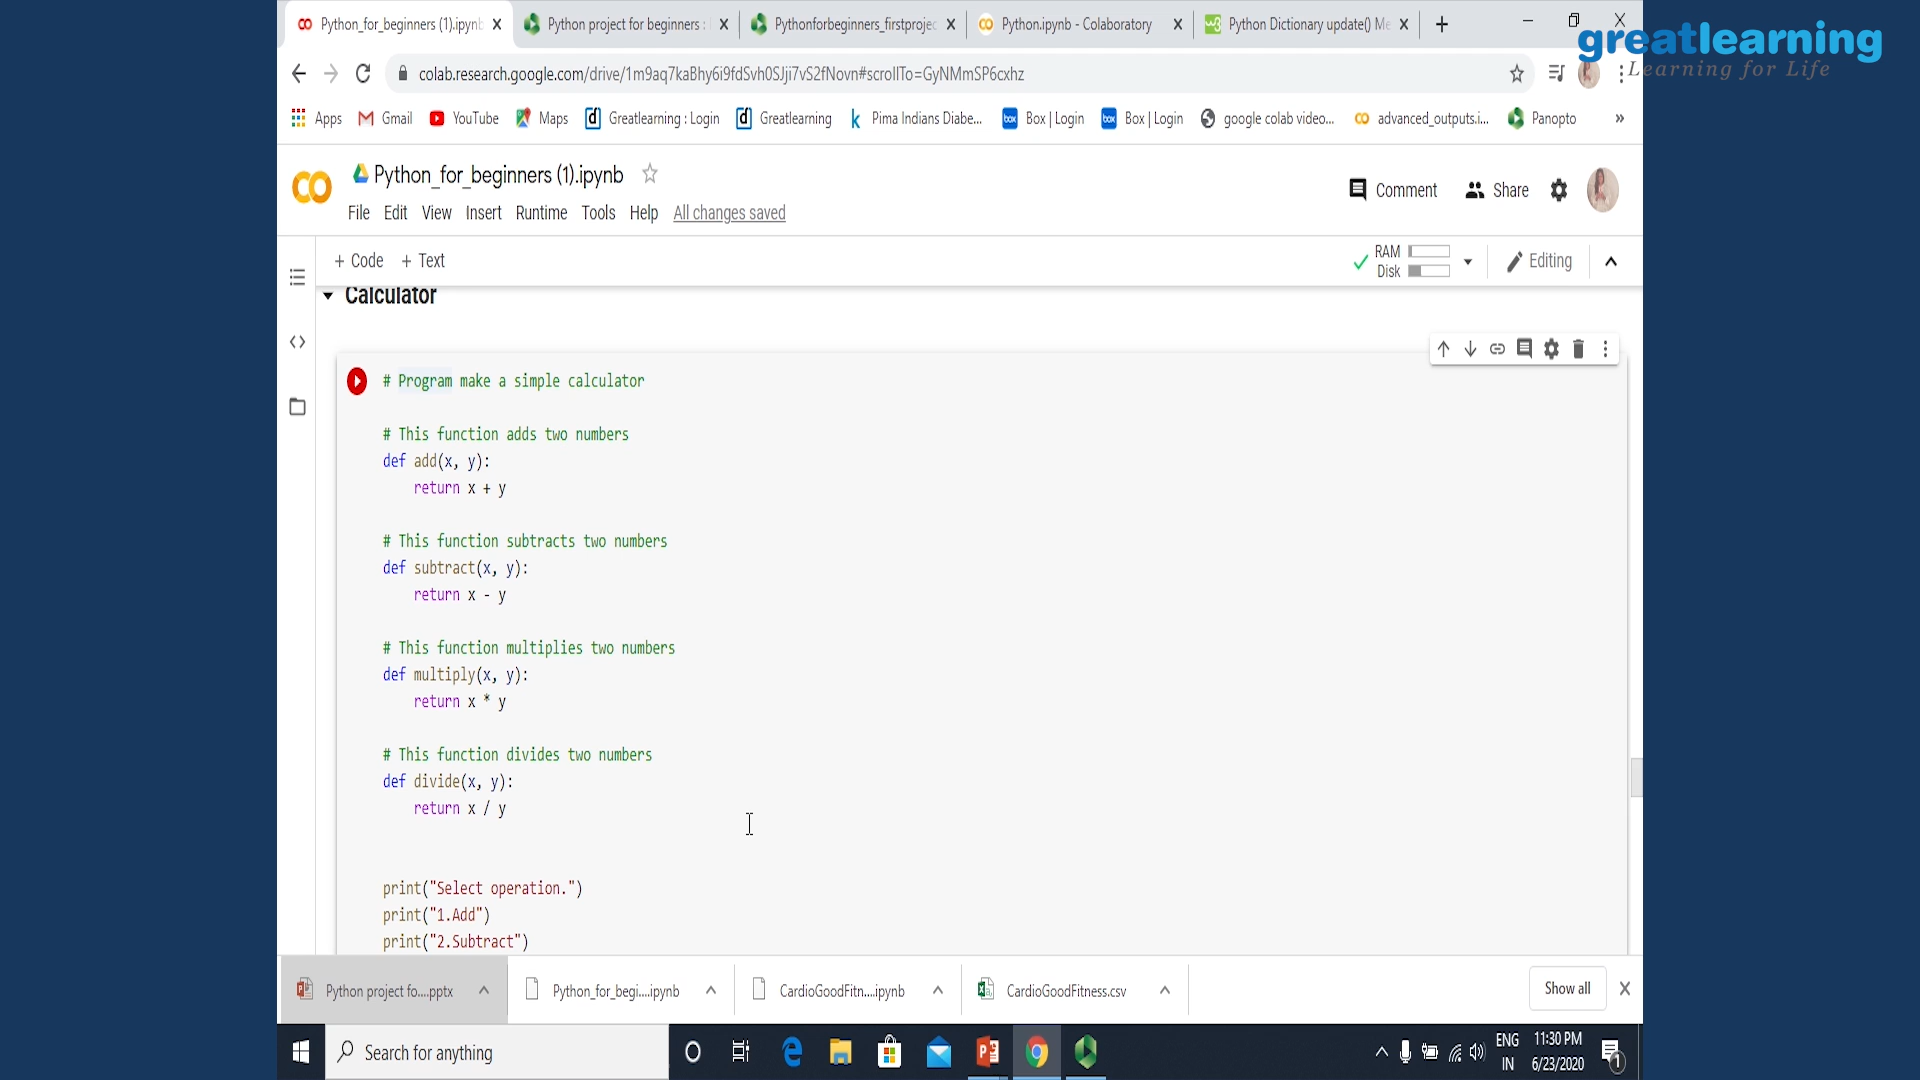 Python_for_beginners (1).ipynb
Python project for beginners :
Pythonforbeginners_firstprojec
Python.ipynb - Colaboratory
Python Dictionary update() Me
greatlearning
Learning for Life
colab.research.google.com/drive/1m9aq7kaBhy6i9fdSvh0SJji7vS2fNovn#scrollTo=GyNMmSP6cxhz
Apps
Gmail
YouTube
Maps
Greatlearning : Login
Greatlearning
Pima Indians Diabe...
Box | Login
Box | Login
google colab video...
advanced_outputs.i...
Panopto
»
Python_for_beginners (1).ipynb
Comment
Share
File Edit View Insert Runtime Tools Help All changes saved
+ Code + Text
RAM
Disk
Editing
Calculator
# Program make a simple calculator
# This function adds two numbers
def add(x, y):
return x + y
# This function subtracts two numbers
def subtract(x, y):
return x - y
# This function multiplies two numbers
def multiply(x, y):
return x * y
# This function divides two numbers
def divide(x, y):
return x / y
print("Select operation.")
print("1.Add")
print("2.Subtract")
Python project fo....pptx
Python_for_begi....ipynb
CardioGoodFitn....ipynb
CardioGoodFitness.csv
Show all
Search for anything
ENG
IN
11:30 PM
6/23/2020
1